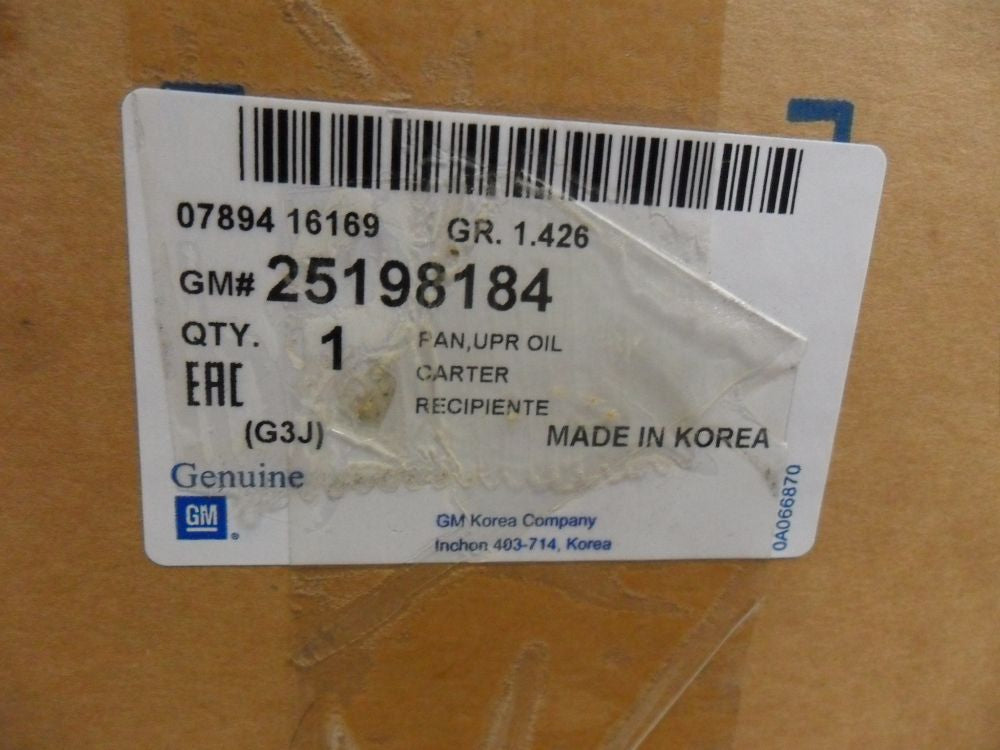 07894 16169 GR. 1.426
GM# 25198184
QTY. 1 PAN,UPR OIL
EAC CARTER
RECIPIENTE
(G3J) MADE IN KOREA
Genuine
GM
GM Korea Company
Inchon 403-714, Korea
0A066870